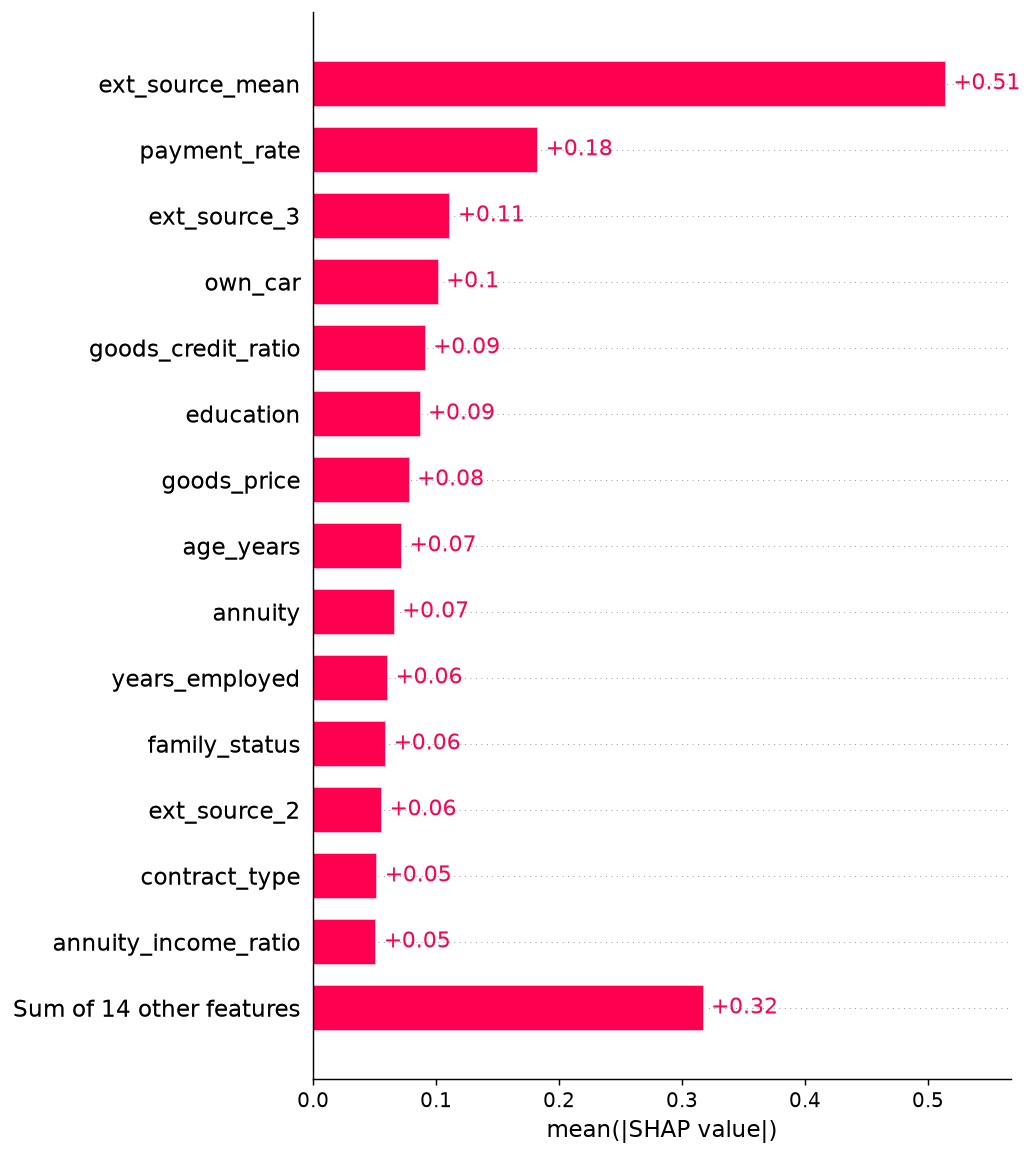 ext_source_mean +0.51
payment_rate +0.18
ext_source_3 +0.11
own_car +0.1
goods_credit_ratio +0.09
education +0.09
goods_price +0.08
age_years +0.07
annuity +0.07
years_employed +0.06
family_status +0.06
ext_source_2 +0.06
contract_type +0.05
annuity_income_ratio +0.05
Sum of 14 other features +0.32
0.0 0.1 0.2 0.3 0.4 0.5
mean(|SHAP value|)